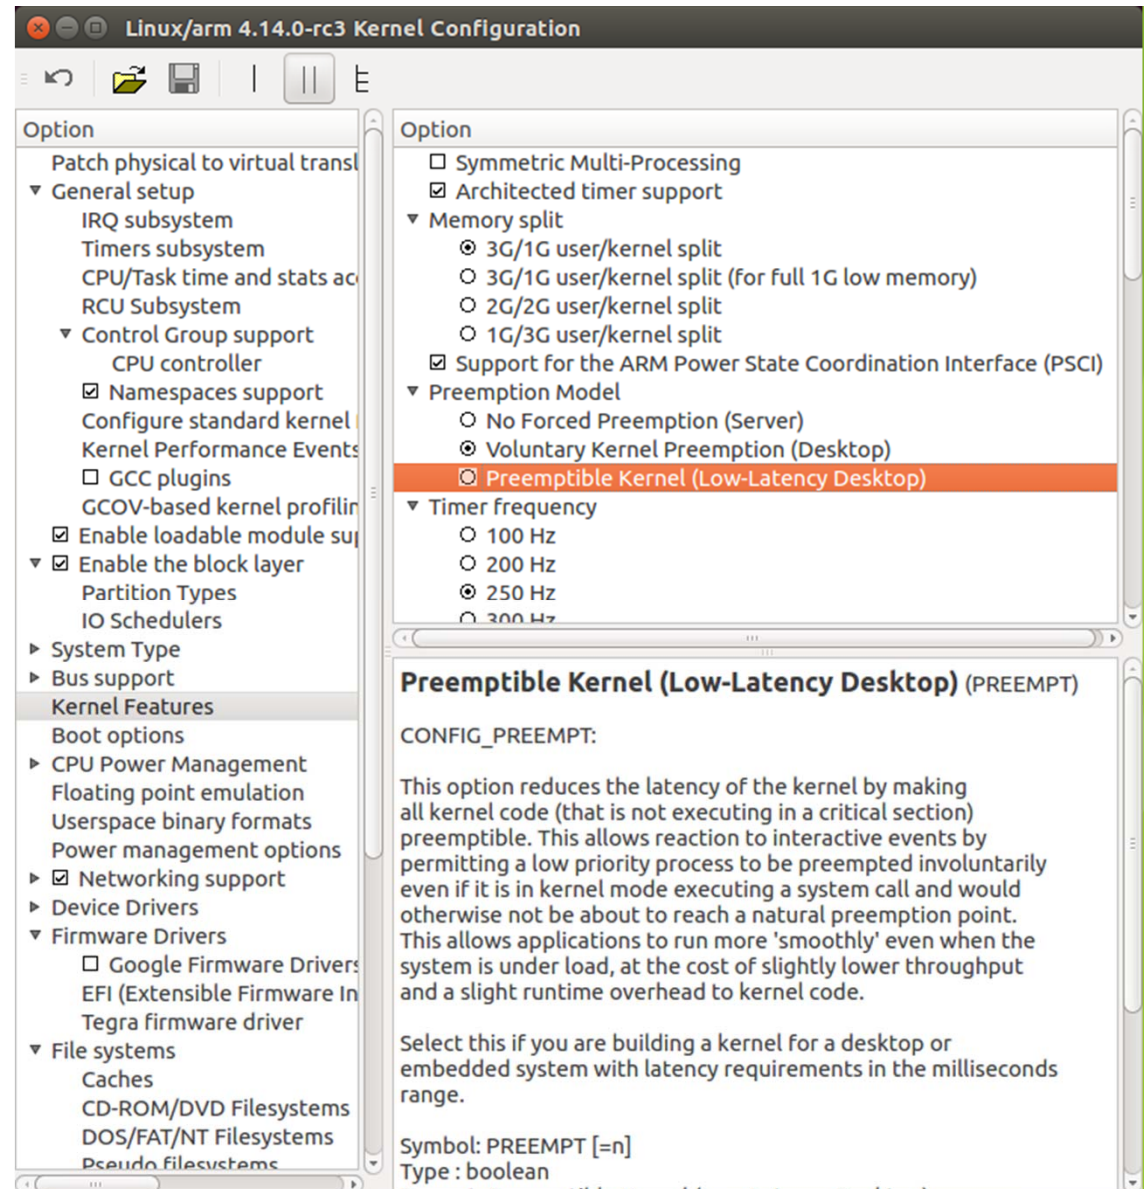 Linux/arm 4.14.0-rc3 Kernel Configuration
Option
Patch physical to virtual transl
General setup
IRQ subsystem
Timers subsystem
CPU/Task time and stats ac
RCU Subsystem
Control Group support
CPU controller
Namespaces support
Configure standard kernel
Kernel Performance Events
GCC plugins
GCOV-based kernel profilin
Enable loadable module sup
Enable the block layer
Partition Types
IO Schedulers
System Type
Bus support
Kernel Features
Boot options
CPU Power Management
Floating point emulation
Userspace binary formats
Power management options
Networking support
Device Drivers
Firmware Drivers
Google Firmware Drivers
EFI (Extensible Firmware In
Tegra firmware driver
File systems
Caches
CD-ROM/DVD Filesystems
DOS/FAT/NT Filesystems
Pseudo filesystems
Option
Symmetric Multi-Processing
Architected timer support
Memory split
3G/1G user/kernel split
3G/1G user/kernel split (for full 1G low memory)
2G/2G user/kernel split
1G/3G user/kernel split
Support for the ARM Power State Coordination Interface (PSCI)
Preemption Model
No Forced Preemption (Server)
Voluntary Kernel Preemption (Desktop)
Preemptible Kernel (Low-Latency Desktop)
Timer frequency
100 Hz
200 Hz
250 Hz
300 Hz
Preemptible Kernel (Low-Latency Desktop) (PREEMPT)
CONFIG_PREEMPT:
This option reduces the latency of the kernel by making
all kernel code (that is not executing in a critical section)
preemptible. This allows reaction to interactive events by
permitting a low priority process to be preempted involuntarily
even if it is in kernel mode executing a system call and would
otherwise not be about to reach a natural preemption point.
This allows applications to run more 'smoothly' even when the
system is under load, at the cost of slightly lower throughput
and a slight runtime overhead to kernel code.
Select this if you are building a kernel for a desktop or
embedded system with latency requirements in the milliseconds
range.
Symbol: PREEMPT [=n]
Type : boolean